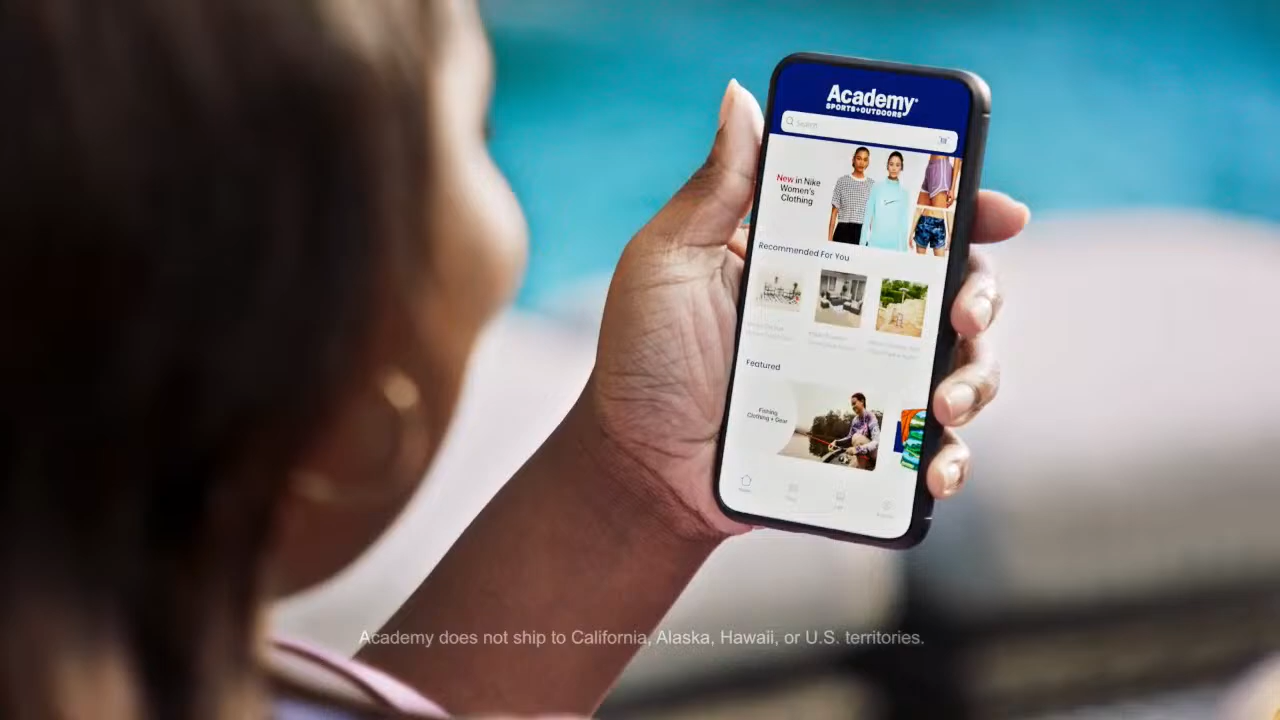 Academy
SPORTS+OUTDOORS
Search
New in Nike
Women's
Clothing
Recommended For You
Featured
Fishing
Clothing + Gear
Academy does not ship to California, Alaska, Hawaii, or U.S. territories.